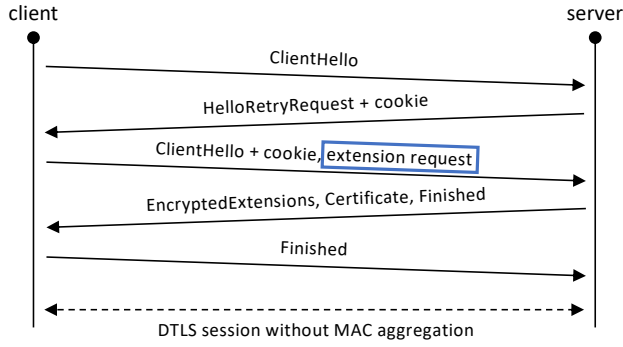 client
server
ClientHello
HelloRetryRequest + cookie
ClientHello + cookie, extension request
EncryptedExtensions, Certificate, Finished
Finished
DTLS session without MAC aggregation